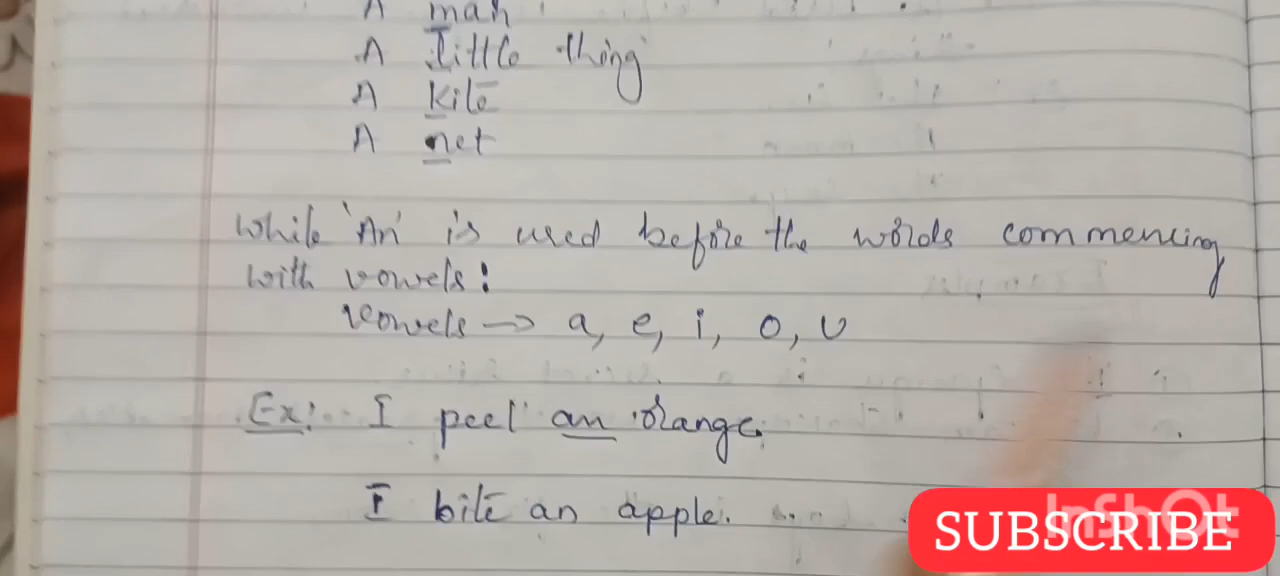 A man
A little thing
A kite
A net
while 'An' is used before the words commencing
with vowels:
vowels → a, e, i, o, u
Ex: I peel an orange.
I bite an apple.
InShOt
SUBSCRIBE